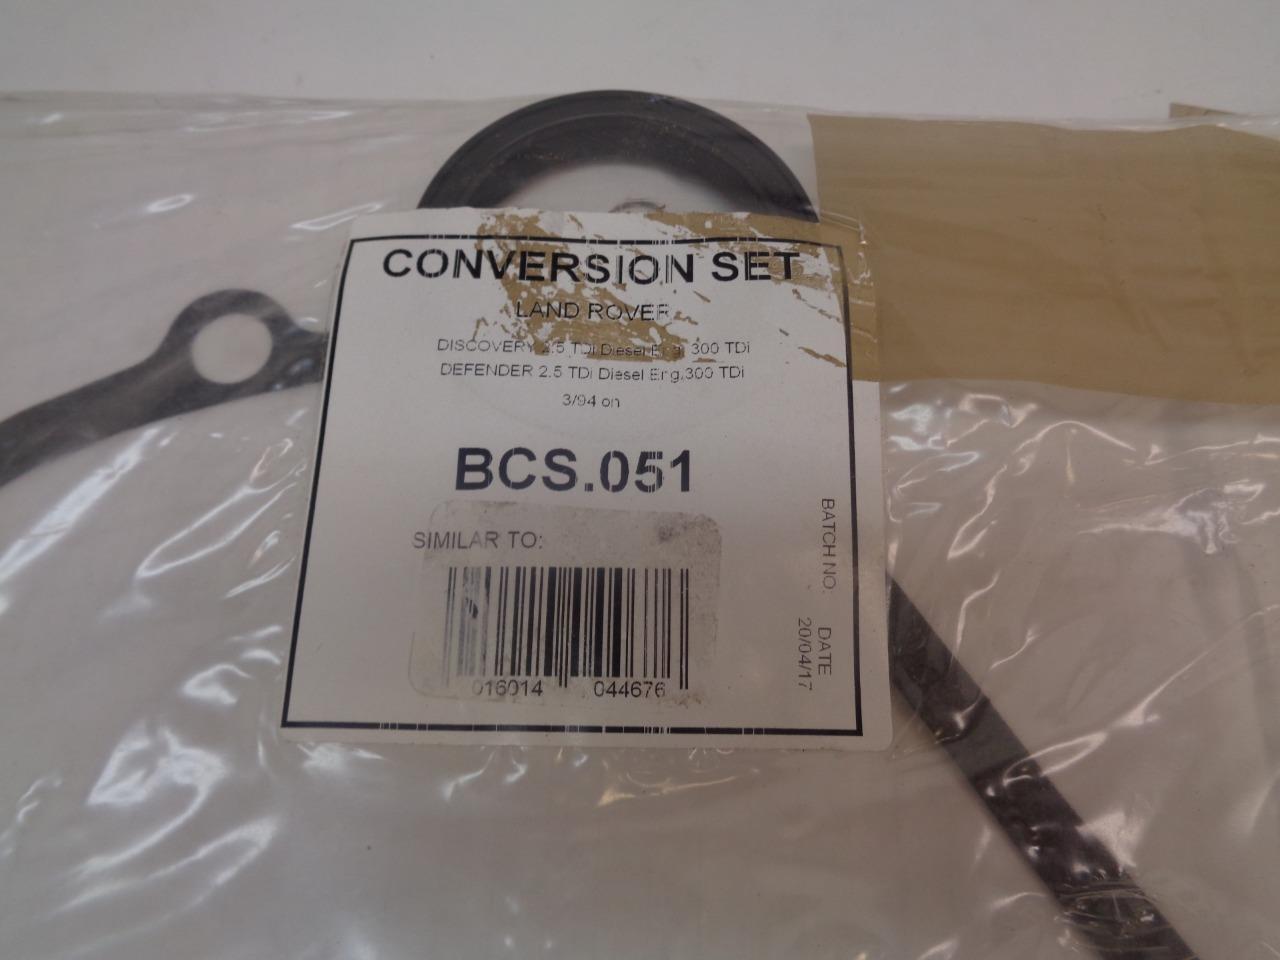 CONVERSION SET
LAND ROVER
DISCOVERY 2.5 TDi Diesel Eng. 300 TDi
DEFENDER 2.5 TDi Diesel Eng.300 TDi
3/94 on
BCS.051
SIMILAR TO:
016014 044676
BATCH NO.
DATE
20/04/17